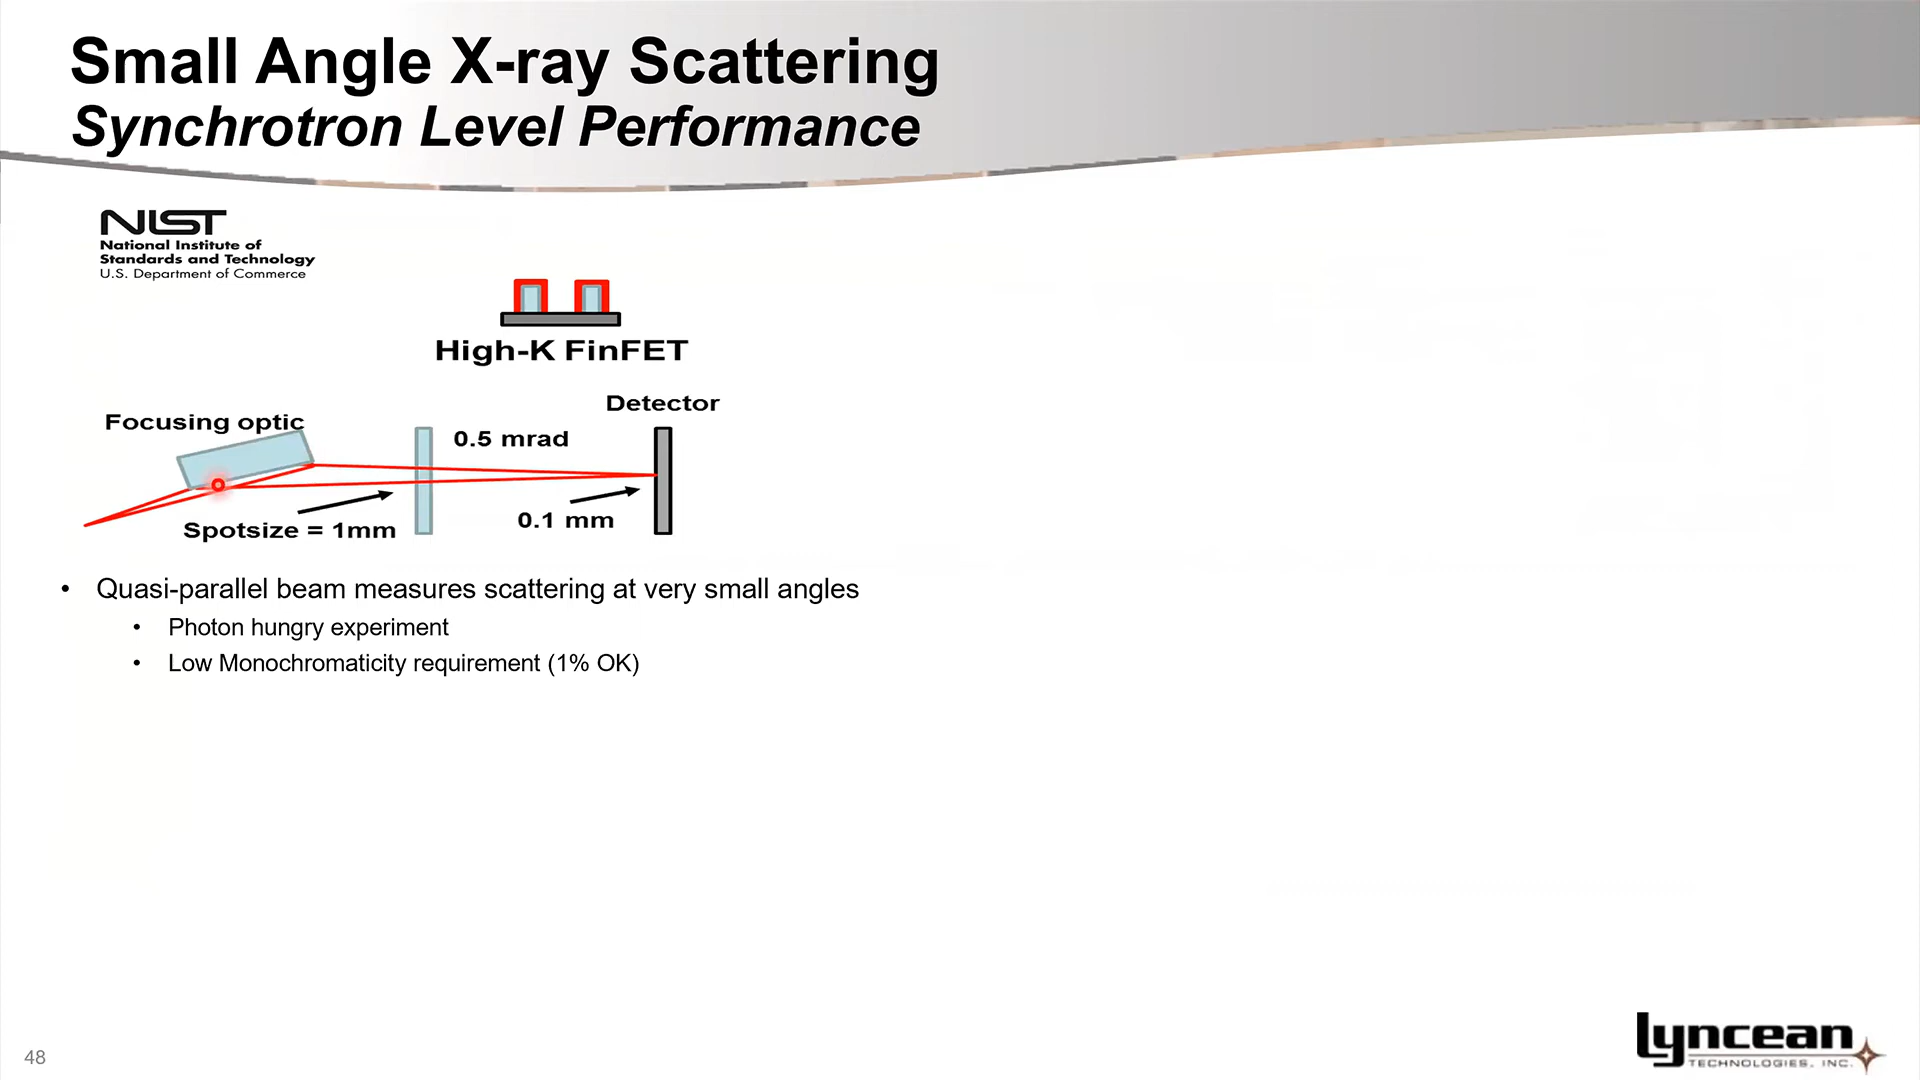 Small Angle X-ray Scattering
Synchrotron Level Performance
NIST
National Institute of
Standards and Technology
U.S. Department of Commerce
High-K FinFET
Detector
Focusing optic
0.5 mrad
Spotsize = 1mm
0.1 mm
• Quasi-parallel beam measures scattering at very small angles
• Photon hungry experiment
• Low Monochromaticity requirement (1% OK)
48
lyncean
TECHNOLOGIES, INC.